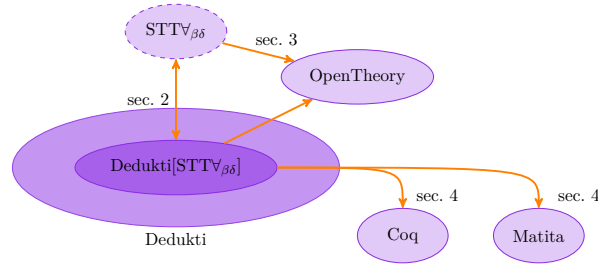 STT∀βδ
sec. 3
OpenTheory
sec. 2
Dedukti[STT∀βδ]
sec. 4
sec. 4
Coq
Matita
Dedukti